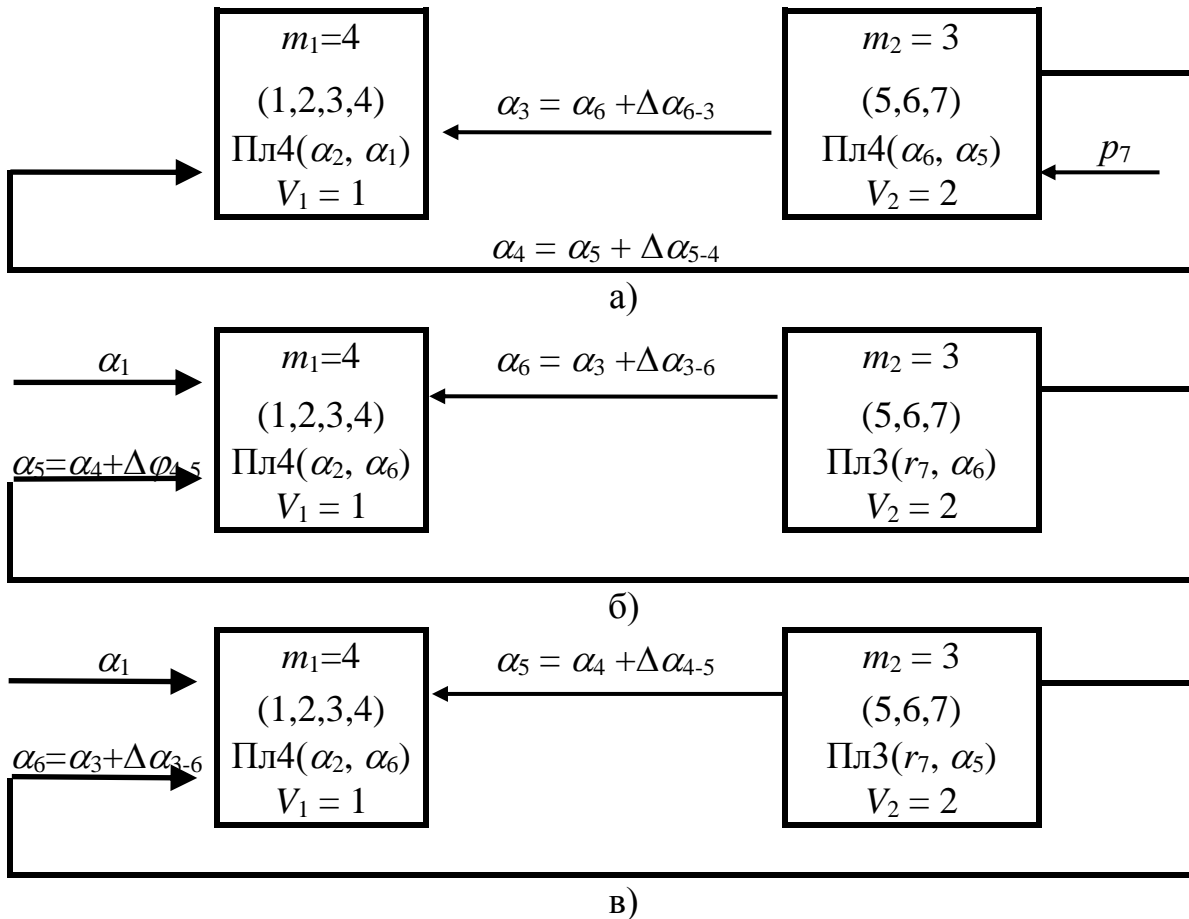 m₁=4
(1,2,3,4)
Пл4(α₂, α₁)
V₁ = 1
α₃ = α₆ +Δα₆₋₃
m₂ = 3
(5,6,7)
Пл4(α₆, α₅)
V₂ = 2
p₇
α₄ = α₅ + Δα₅₋₄
а)
α₁
α₅=α₄+Δφ₄₋₅
m₁=4
(1,2,3,4)
Пл4(α₂, α₆)
V₁ = 1
α₆ = α₃ +Δα₃₋₆
m₂ = 3
(5,6,7)
Пл3(r₇, α₆)
V₂ = 2
б)
α₁
α₆=α₃+Δα₃₋₆
m₁=4
(1,2,3,4)
Пл4(α₂, α₆)
V₁ = 1
α₅ = α₄ +Δα₄₋₅
m₂ = 3
(5,6,7)
Пл3(r₇, α₅)
V₂ = 2
в)